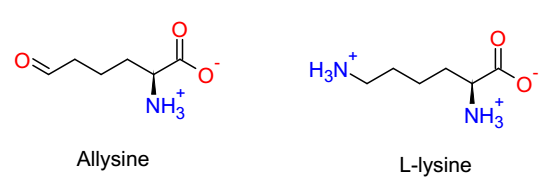 O
O
O-
NH3+
Allysine
H3N+
O
O-
NH3+
L-lysine